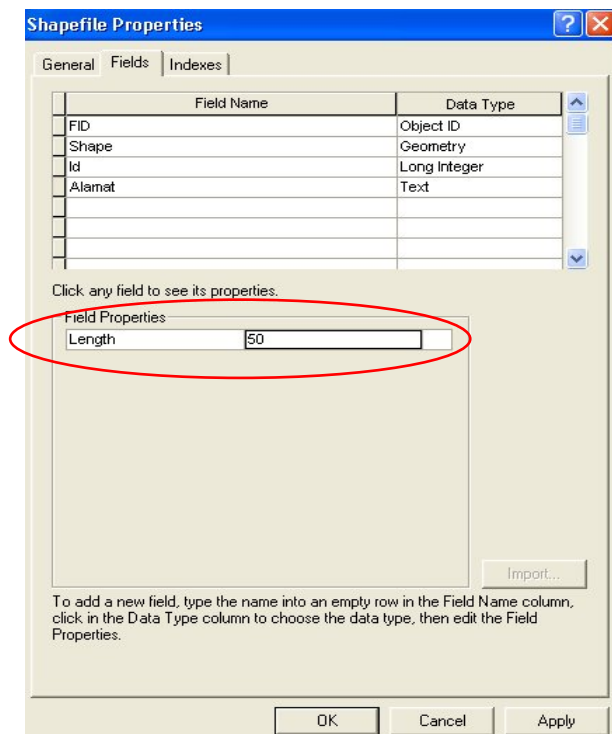 Shapefile Properties
General Fields Indexes
Field Name Data Type
FID Object ID
Shape Geometry
Id Long Integer
Alamat Text
Click any field to see its properties.
Field Properties
Length 50
Import...
To add a new field, type the name into an empty row in the Field Name column,
click in the Data Type column to choose the data type, then edit the Field
Properties.
OK Cancel Apply